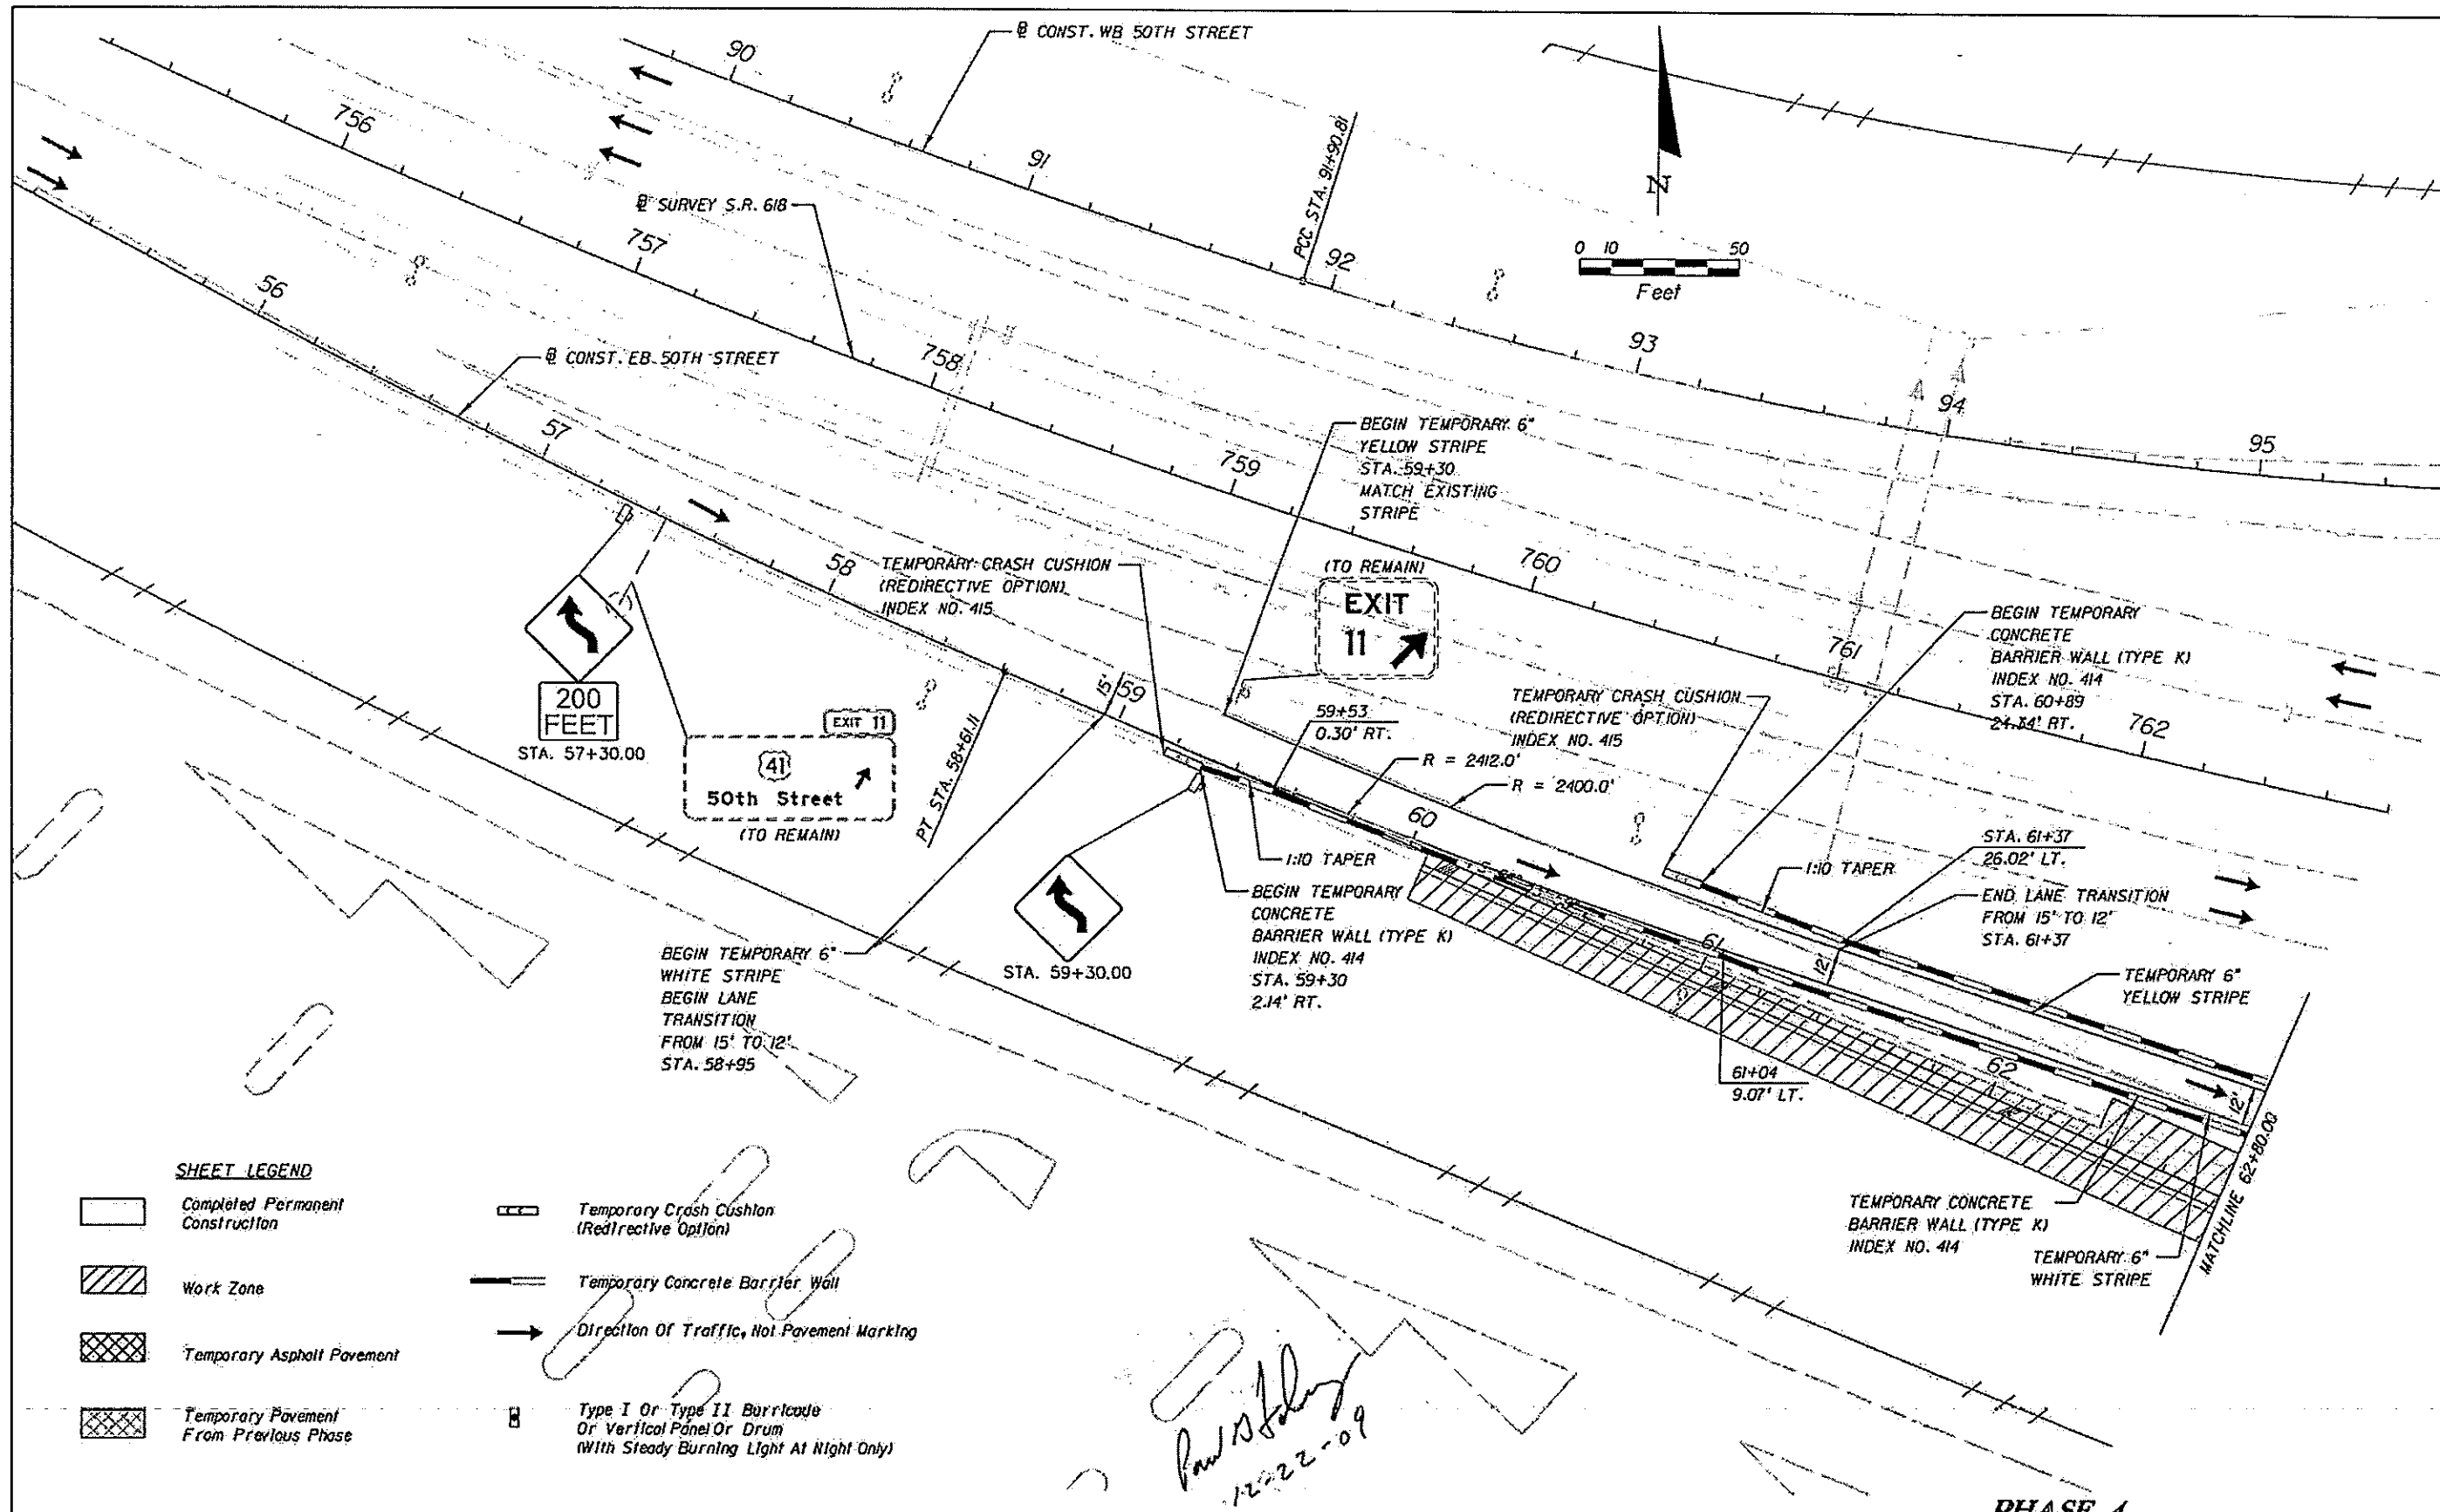 ℄ CONST. WB 50TH STREET
90
91
92
93
94
95
PCC STA. 91+90.81
N
0 10 50
Feet
756
757
758
759
760
761
762
℄ SURVEY S.R. 618
56
57
58
59
60
61
62
℄ CONST. EB 50TH STREET
BEGIN TEMPORARY 6"
YELLOW STRIPE
STA. 59+30
MATCH EXISTING
STRIPE
TEMPORARY CRASH CUSHION
(REDIRECTIVE OPTION)
INDEX NO. 415
(TO REMAIN)
EXIT
11
BEGIN TEMPORARY
CONCRETE
BARRIER WALL (TYPE K)
INDEX NO. 414
STA. 60+89
24.34' RT.
200
FEET
STA. 57+30.00
EXIT 11
41
50th Street
(TO REMAIN)
PT STA. 58+61.11
15'
59+53
0.30' RT.
R = 2412.0'
R = 2400.0'
TEMPORARY CRASH CUSHION
(REDIRECTIVE OPTION)
INDEX NO. 415
1:10 TAPER
1:10 TAPER
STA. 61+37
26.02' LT.
END LANE TRANSITION
FROM 15' TO 12'
STA. 61+37
BEGIN TEMPORARY 6"
WHITE STRIPE
BEGIN LANE
TRANSITION
FROM 15' TO 12'
STA. 58+95
STA. 59+30.00
BEGIN TEMPORARY
CONCRETE
BARRIER WALL (TYPE K)
INDEX NO. 414
STA. 59+30
2.14' RT.
12'
TEMPORARY 6"
YELLOW STRIPE
61+04
9.07' LT.
12'
MATCHLINE 62+80.00
TEMPORARY CONCRETE
BARRIER WALL (TYPE K)
INDEX NO. 414
TEMPORARY 6"
WHITE STRIPE
SHEET LEGEND
Completed Permanent
Construction
Work Zone
Temporary Asphalt Pavement
Temporary Pavement
From Previous Phase
Temporary Crash Cushion
(Redirective Option)
Temporary Concrete Barrier Wall
Direction Of Traffic, Not Pavement Marking
Type I Or Type II Barricade
Or Vertical Panel Or Drum
(With Steady Burning Light At Night Only)
12-22-09
PHASE 4